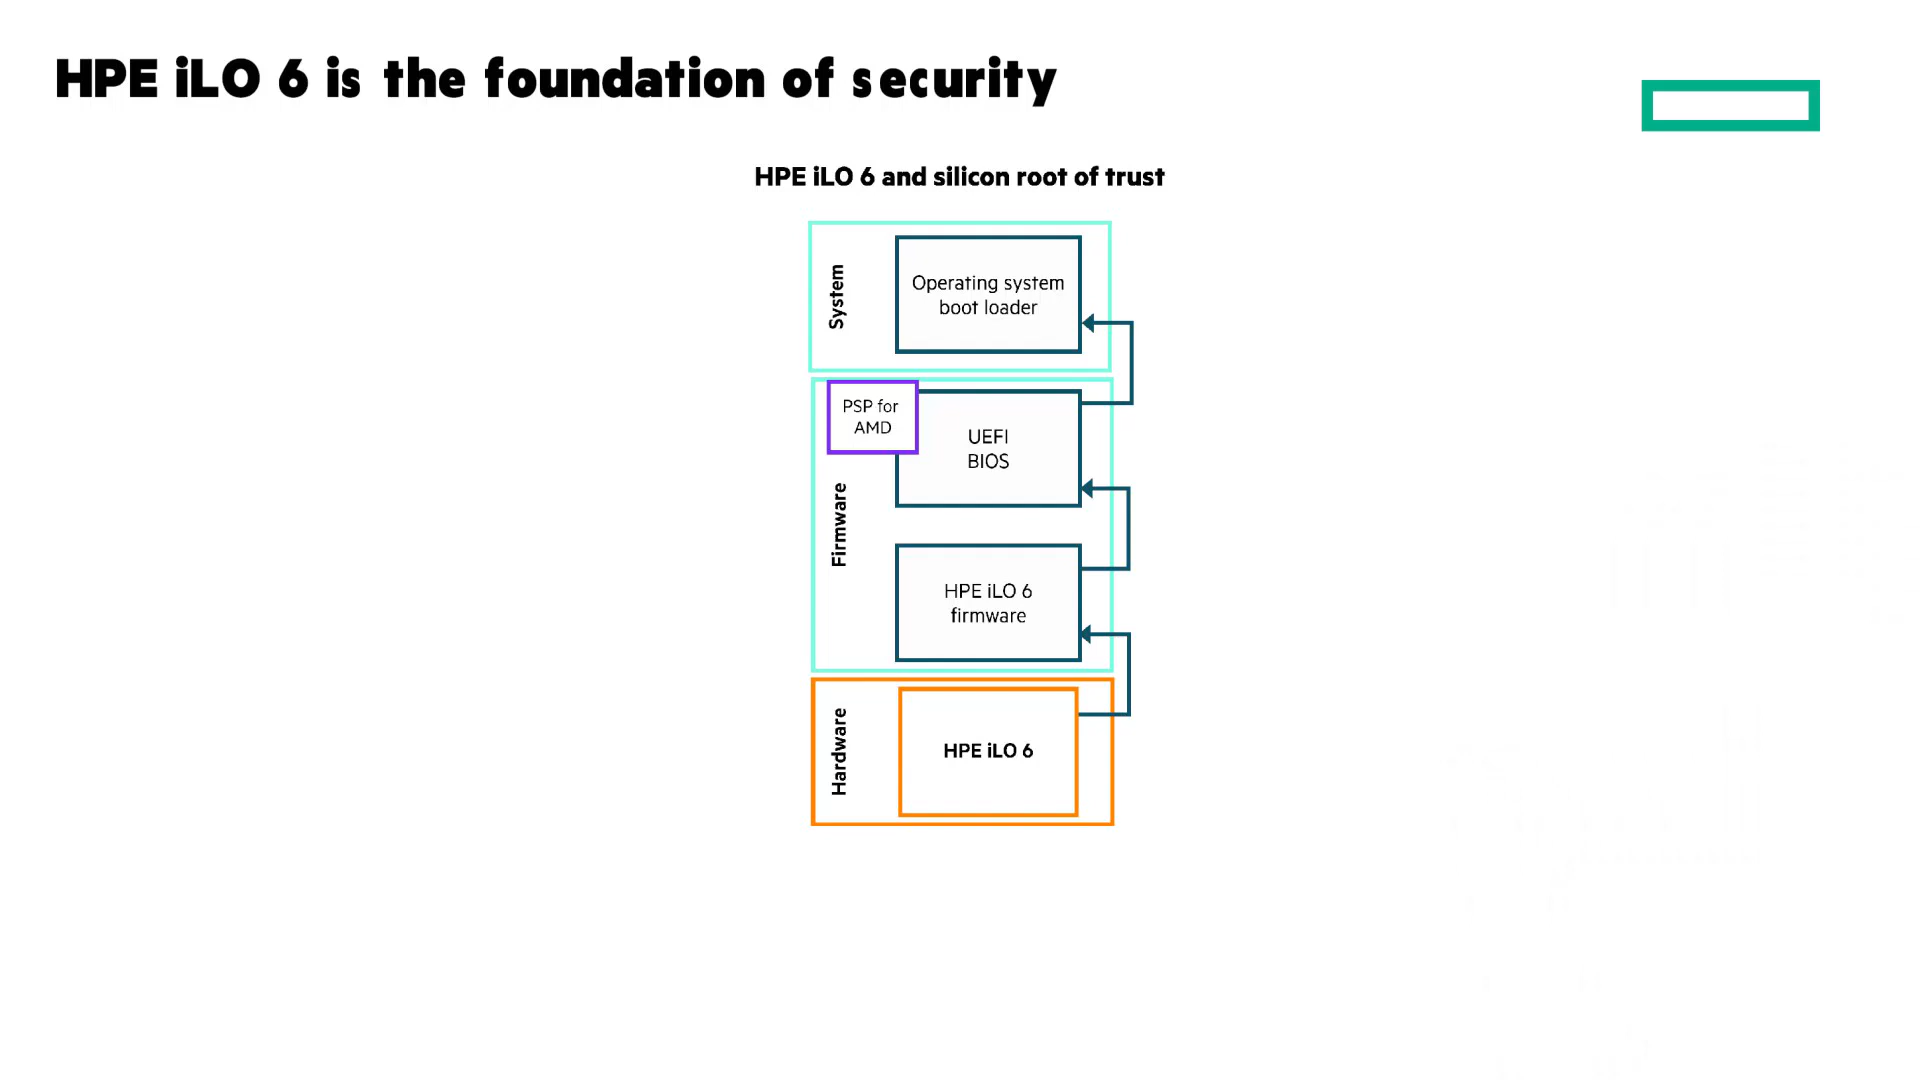 HPE iLO 6 is the foundation of security
HPE iLO 6 and silicon root of trust
System
Operating system
boot loader
PSP for
AMD
UEFI
BIOS
Firmware
HPE iLO 6
firmware
Hardware
HPE iLO 6